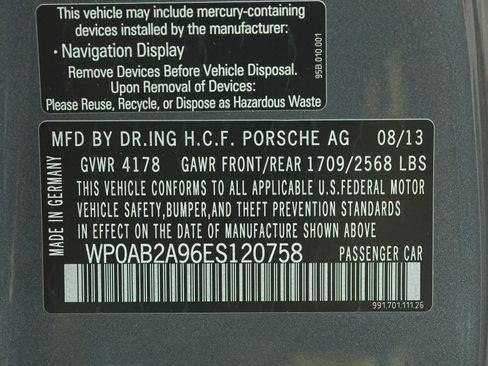 This vehicle may include mercury-containing
devices installed by the manufacturer:
• Navigation Display
Remove Devices Before Vehicle Disposal.
Upon Removal of Devices:
Please Reuse, Recycle, or Dispose as Hazardous Waste
95B.010.001
MADE IN GERMANY
MFD BY DR.ING H.C.F. PORSCHE AG 08/13
GVWR 4178 GAWR FRONT/REAR 1709/2568 LBS
THIS VEHICLE CONFORMS TO ALL APPLICABLE U.S.FEDERAL MOTOR
VEHICLE SAFETY,BUMPER,AND THEFT PREVENTION STANDARDS
IN EFFECT ON THE DATE OF MANUFACTURE SHOWN ABOVE.
WP0AB2A96ES120758 PASSENGER CAR
991.701.111.26